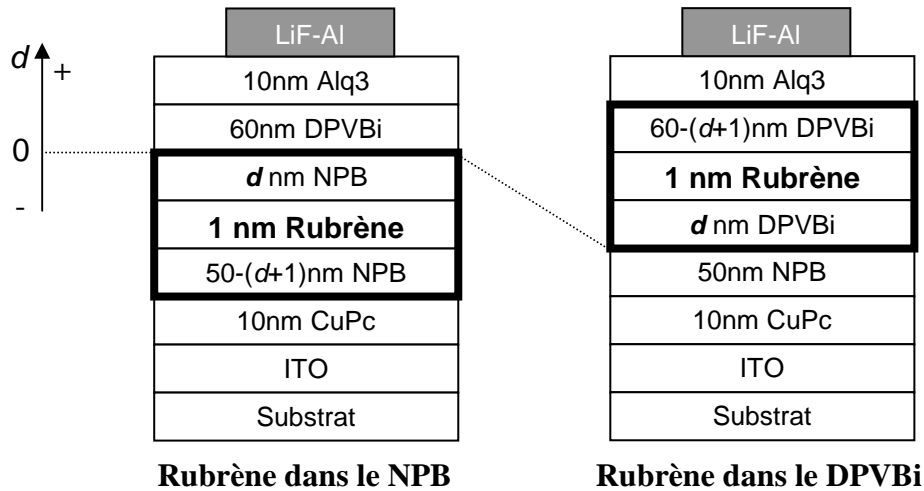 d
+
0
-
LiF-Al
10nm Alq3
60nm DPVBi
d nm NPB
1 nm Rubrène
50-(d+1)nm NPB
10nm CuPc
ITO
Substrat
Rubrène dans le NPB
LiF-Al
10nm Alq3
60-(d+1)nm DPVBi
1 nm Rubrène
d nm DPVBi
50nm NPB
10nm CuPc
ITO
Substrat
Rubrène dans le DPVBi